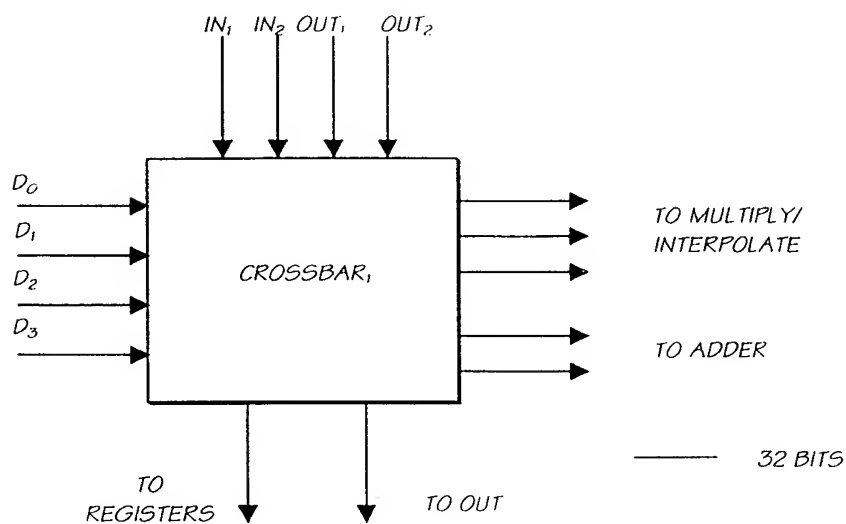 IN₁ IN₂ OUT₁ OUT₂
D₀
D₁
D₂
D₃
CROSSBAR₁
TO MULTIPLY/
INTERPOLATE
TO ADDER
32 BITS
TO
REGISTERS
TO OUT